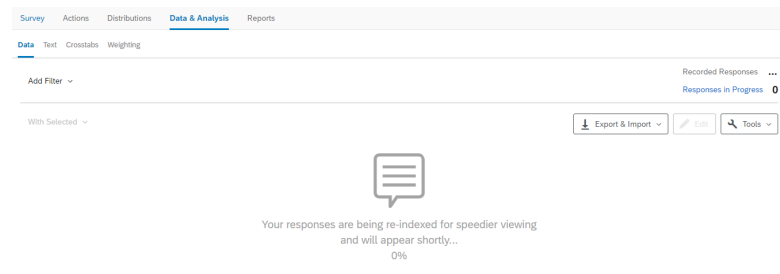 Survey Actions Distributions Data & Analysis Reports
Data Text Crosstabs Weighting
Add Filter
Recorded Responses ...
Responses in Progress 0
With Selected
Export & Import Edit Tools
Your responses are being re-indexed for speedier viewing
and will appear shortly...
0%